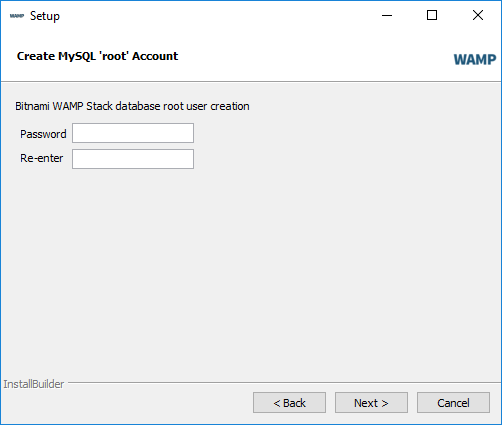 WAMP Setup
Create MySQL 'root' Account
WAMP
Bitnami WAMP Stack database root user creation
Password
Re-enter
InstallBuilder
< Back Next > Cancel